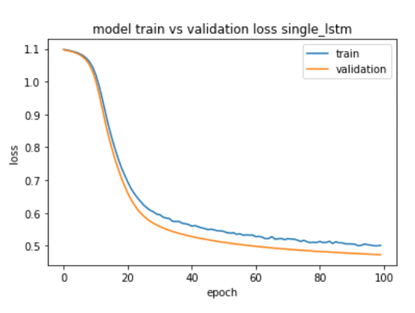 model train vs validation loss single_lstm
train
validation
1.1
1.0
0.9
0.8
0.7
0.6
0.5
loss
0 20 40 60 80 100
epoch